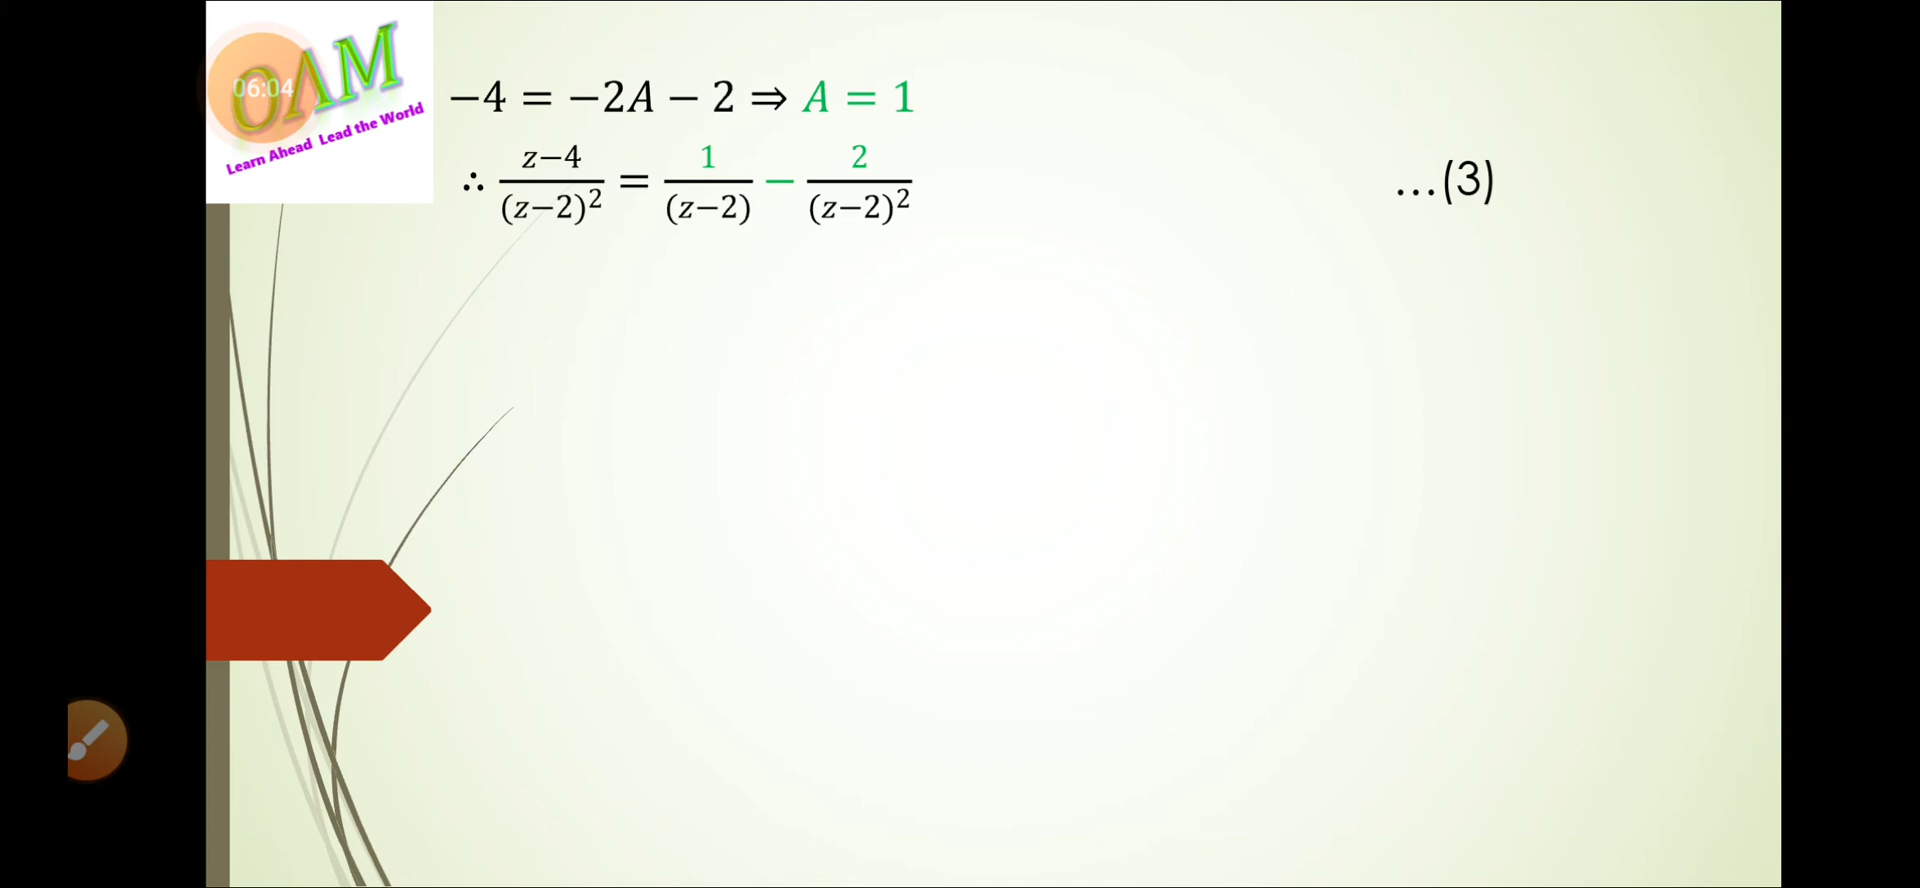 OAM
06:04
Learn Ahead Lead the World
−4 = −2A − 2 ⇒ A = 1
∴ (z−4)/(z−2)² = 1/(z−2) − 2/(z−2)² …(3)